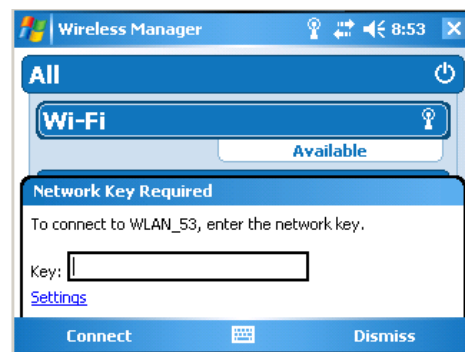 Wireless Manager 8:53
All
Wi-Fi
Available
Network Key Required
To connect to WLAN_53, enter the network key.
Key:
Settings
Connect Dismiss